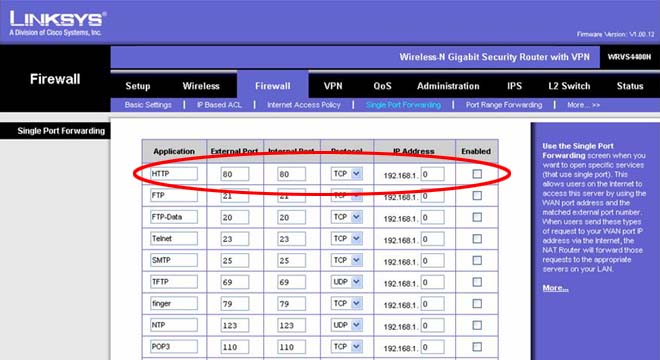 LINKSYS®
A Division of Cisco Systems, Inc.
Firmware Version: V1.00.12
Wireless-N Gigabit Security Router with VPN WRVS4400N
Firewall
Setup Wireless Firewall VPN QoS Administration IPS L2 Switch Status
Basic Settings | IP Based ACL | Internet Access Policy | Single Port Forwarding | Port Range Forwarding | More... >>
Single Port Forwarding
Application External Port Internal Port Protocol IP Address Enabled
HTTP 80 80 TCP 192.168.1. 0
FTP 21 21 TCP 192.168.1. 0
FTP-Data 20 20 TCP 192.168.1. 0
Telnet 23 23 TCP 192.168.1. 0
SMTP 25 25 TCP 192.168.1. 0
TFTP 69 69 UDP 192.168.1. 0
finger 79 79 TCP 192.168.1. 0
NTP 123 123 UDP 192.168.1. 0
POP3 110 110 TCP 192.168.1. 0
Use the Single Port
Forwarding screen when you
want to open specific services
(that use single port). This
allows users on the Internet to
access this server by using the
WAN port address and the
matched external port number.
When users send these types
of request to your WAN port IP
address via the Internet, the
NAT Router will forward those
requests to the appropriate
servers on your LAN.
More...